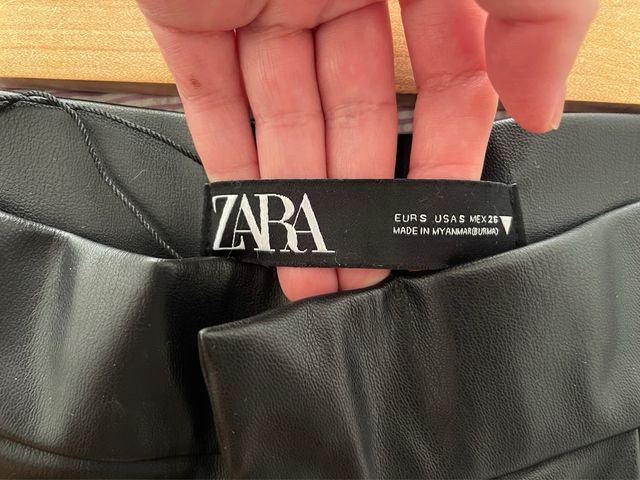 ZARA
EUR S USA S MEX 26
MADE IN MYANMAR(BURMA)